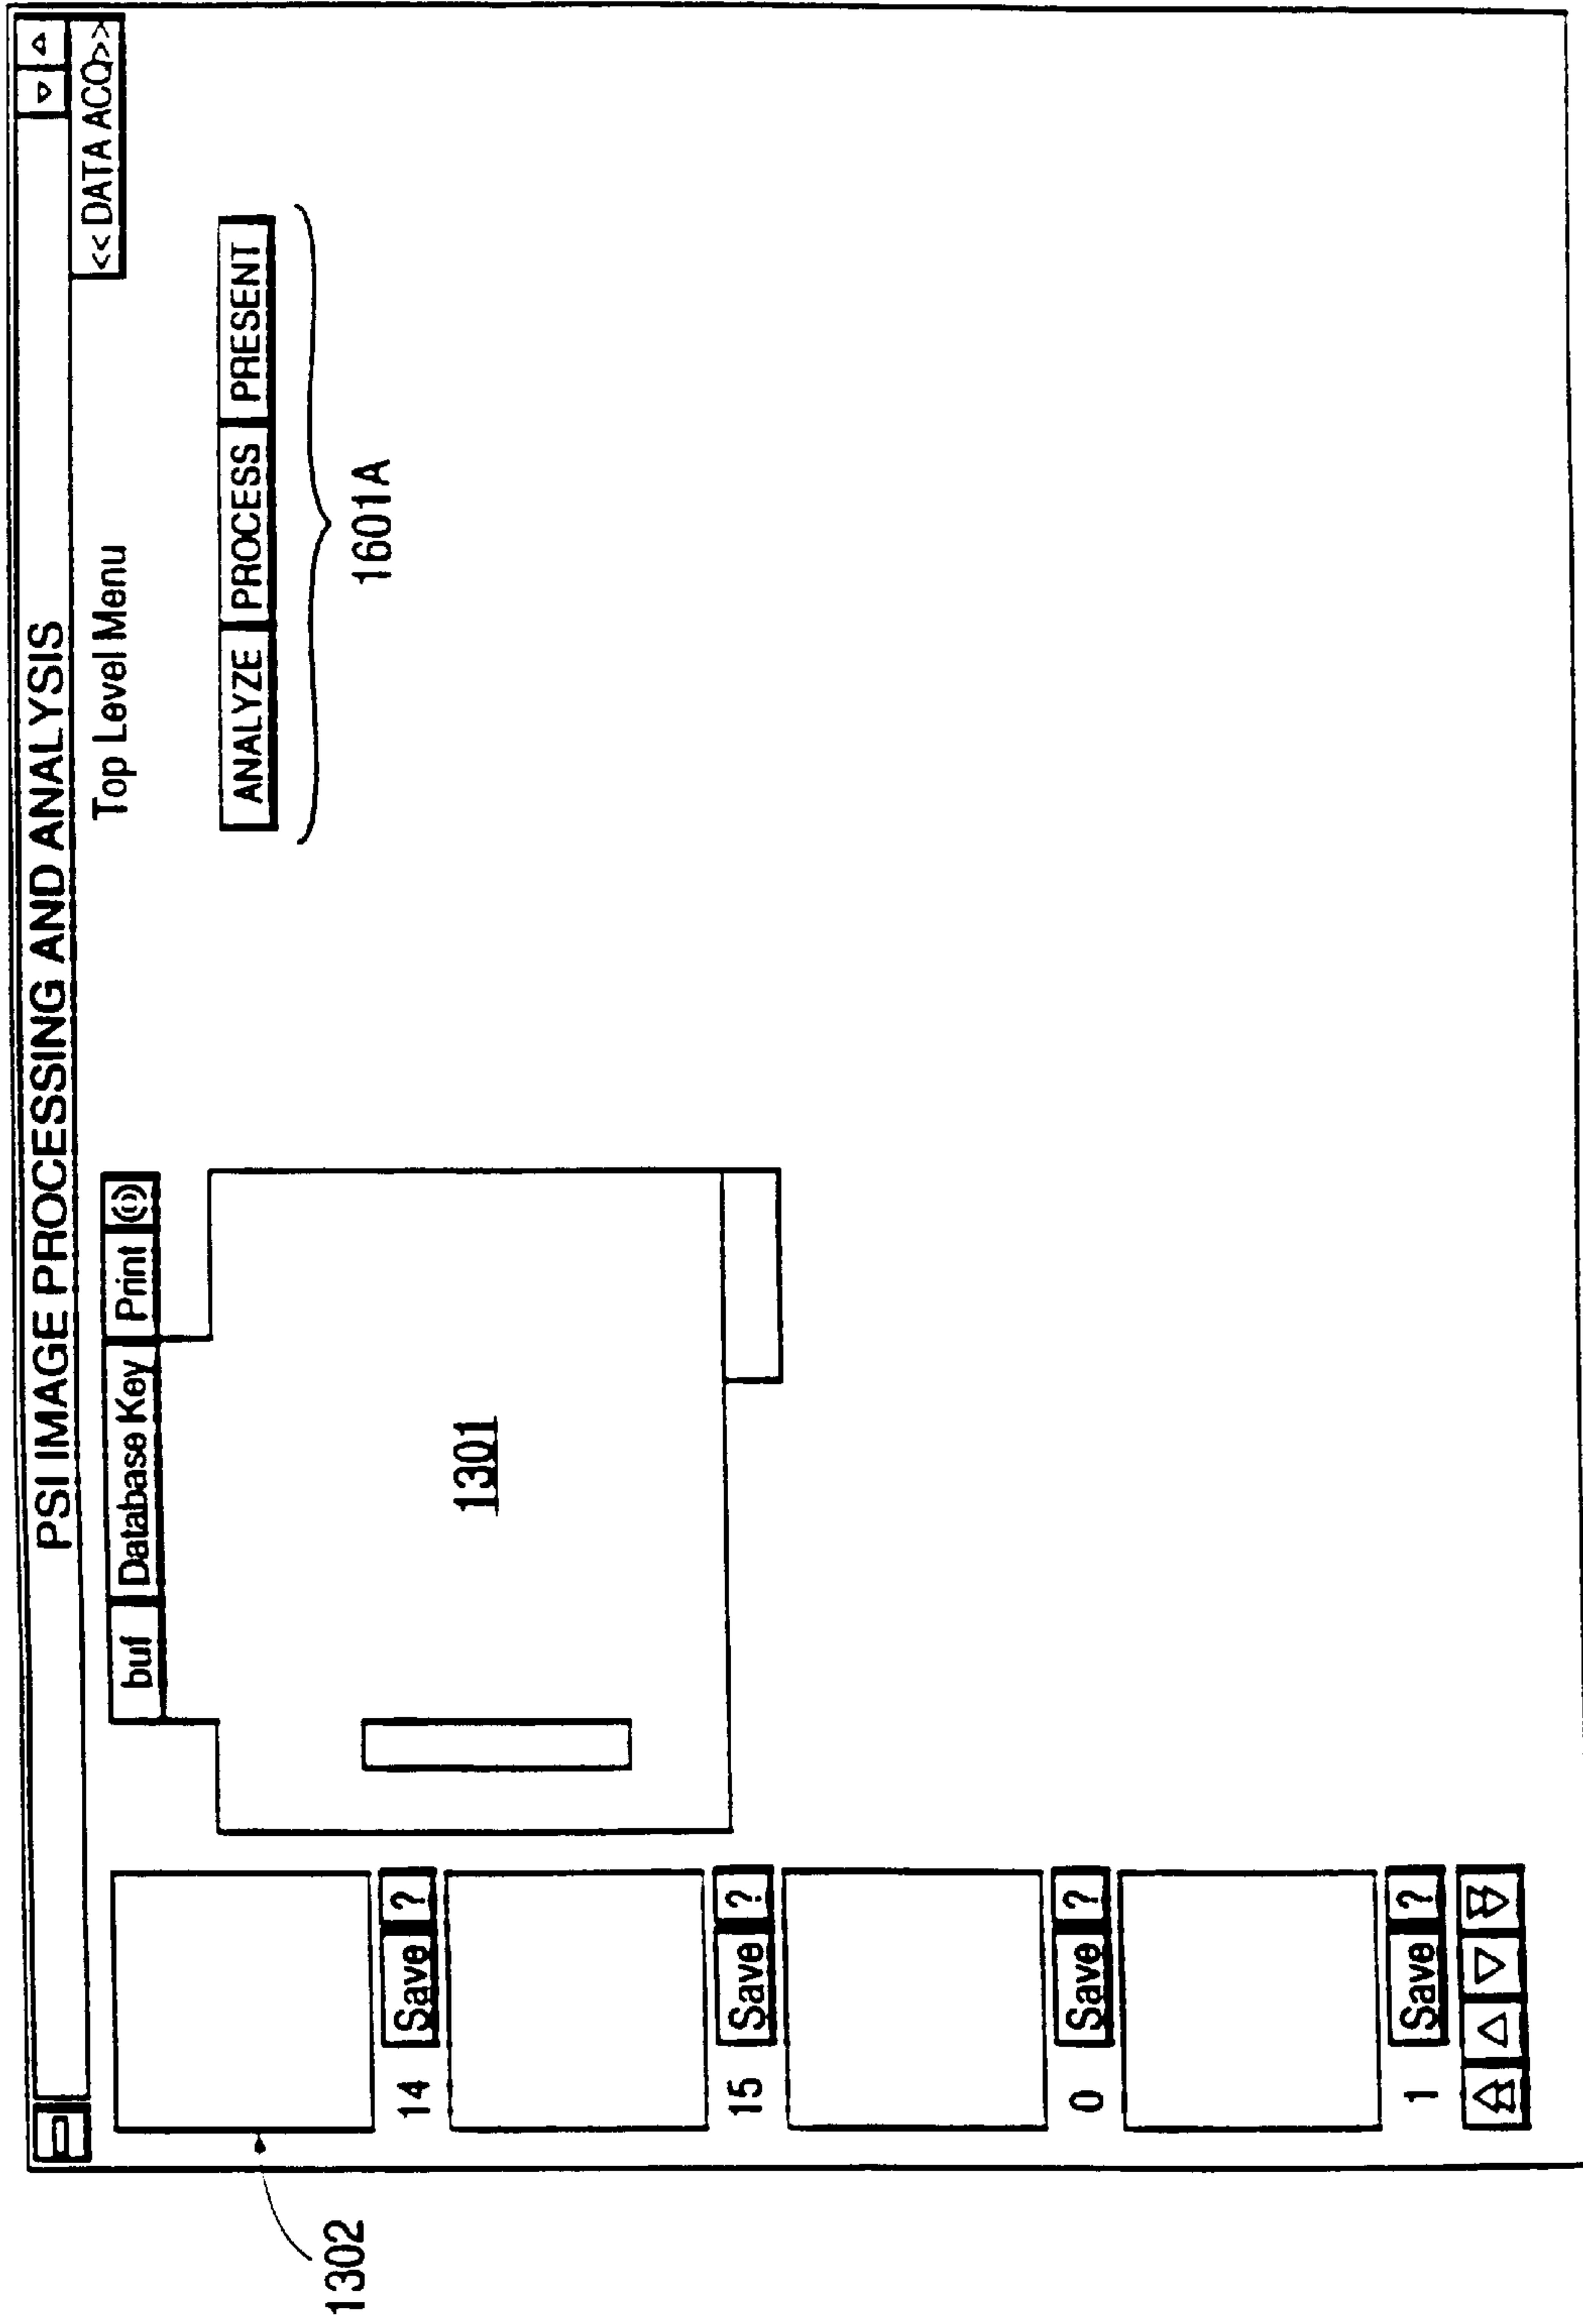 PSI IMAGE PROCESSING AND ANALYSIS
Top Level Menu
<< DATA ACQ>>
buf Database Key Print
ANALYZE PROCESS PRESENT
1601A
1301
1302
14 Save ?
15 Save ?
0 Save ?
1 Save ?